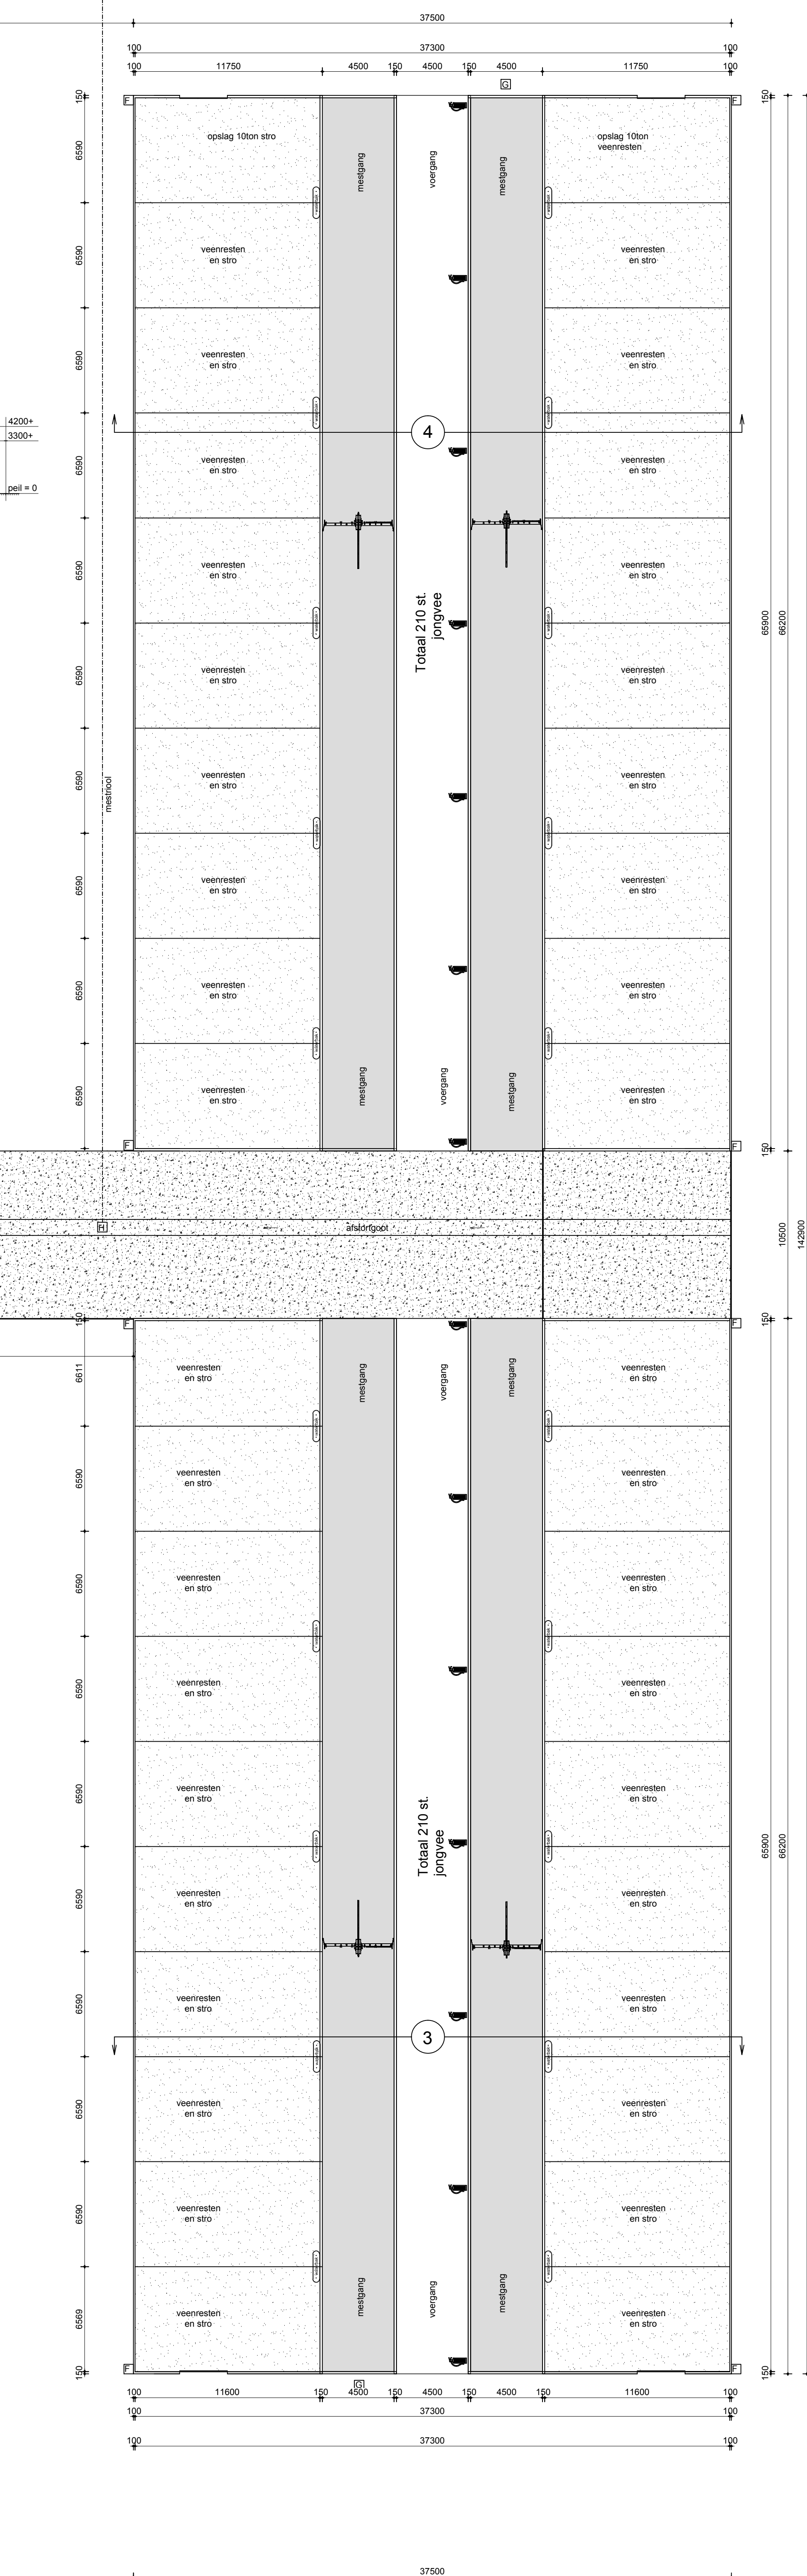 37500
100 37300 100
100 11750 4500 150 4500 150 4500 11750
G
150 F F 150
opslag 10ton stro
opslag 10ton
veenresten
mestgang
voergang
mestgang
6590
veenresten
en stro
veenresten
en stro
6590
veenresten
en stro
veenresten
en stro
6590
4200+
3300+
peil = 0
4
veenresten
en stro
veenresten
en stro
6590
veenresten
en stro
veenresten
en stro
6590
Totaal 210 st.
jongvee
65900
66200
veenresten
en stro
veenresten
en stro
6590
mestriool
veenresten
en stro
veenresten
en stro
6590
veenresten
en stro
veenresten
en stro
6590
veenresten
en stro
veenresten
en stro
6590
veenresten
en stro
veenresten
en stro
6590
mestgang
voergang
mestgang
F F 150
H
afstortgoot
10500
142900
150 F F 150
6611
veenresten
en stro
veenresten
en stro
mestgang
voergang
mestgang
6590
veenresten
en stro
veenresten
en stro
6590
veenresten
en stro
veenresten
en stro
6590
veenresten
en stro
veenresten
en stro
6590
veenresten
en stro
veenresten
en stro
Totaal 210 st.
jongvee
65900
66200
6590
veenresten
en stro
veenresten
en stro
6590
veenresten
en stro
veenresten
en stro
3
6590
veenresten
en stro
veenresten
en stro
6590
veenresten
en stro
veenresten
en stro
6569
veenresten
en stro
veenresten
en stro
mestgang
voergang
mestgang
150 F F 150
G
100 11600 150 4500 150 4500 150 4500 150 11600 100
100 37300 100
100 37300 100
37500